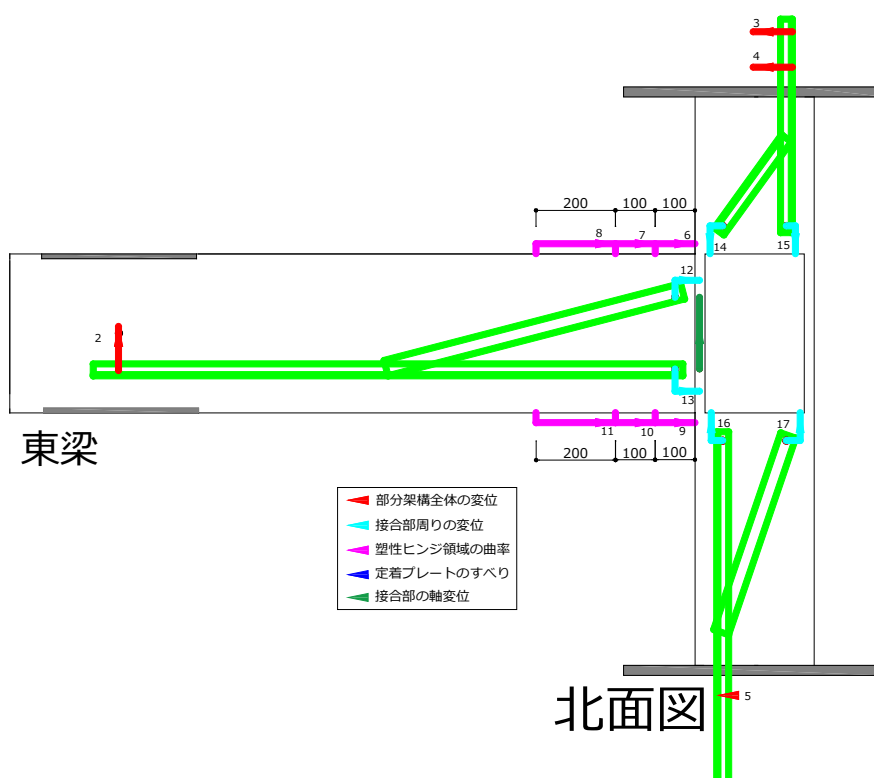 3
4
200 100 100
8 7 6
14 15
12
2
13
11 10 9
16 17
200 100 100
東梁
部分架構全体の変位
接合部周りの変位
塑性ヒンジ領域の曲率
定着プレートのすべり
接合部の軸変位
5
北面図